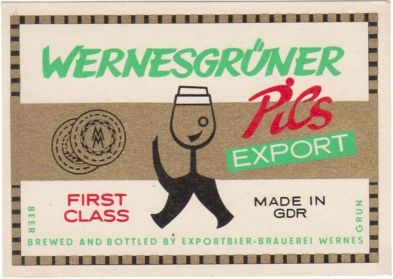 WERNESGRÜNER
Pils
EXPORT
FIRST
CLASS
MADE IN
GDR
BEER BREWED AND BOTTLED BY EXPORTBIER-BRAUEREI WERNES GRÜN